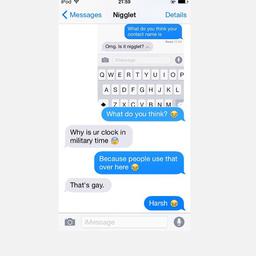 iPod 21:59
Messages Nigglet Details
What do you think your
contact name is
Omg. Is it nigglet?
iMessage
Q W E R T Y U I O P
A S D F G H J K L
Z X C V B N M
What do you think? 😂
Why is ur clock in
military time 😰
Because people use that
over here 😂
That's gay.
Harsh 😂
iMessage